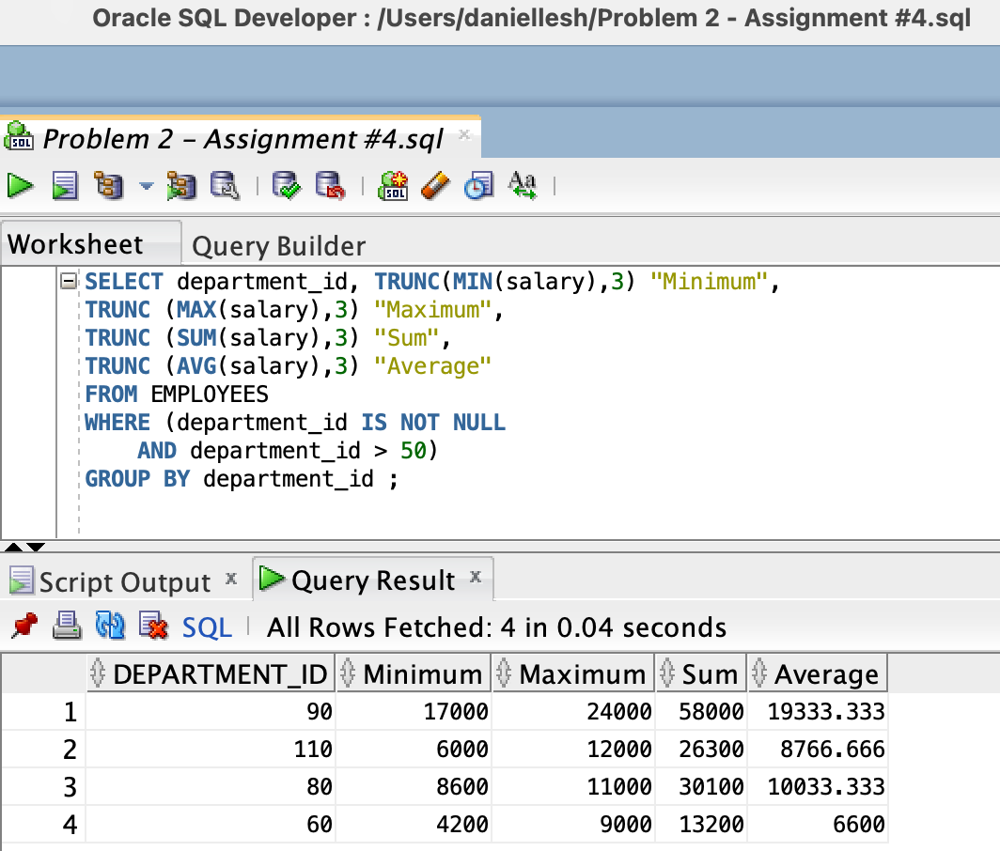 Oracle SQL Developer : /Users/daniellesh/Problem 2 - Assignment #4.sql
Problem 2 – Assignment #4.sql
Worksheet Query Builder
SELECT department_id, TRUNC(MIN(salary),3) "Minimum",
TRUNC (MAX(salary),3) "Maximum",
TRUNC (SUM(salary),3) "Sum",
TRUNC (AVG(salary),3) "Average"
FROM EMPLOYEES
WHERE (department_id IS NOT NULL
AND department_id > 50)
GROUP BY department_id ;
Script Output x Query Result x
SQL All Rows Fetched: 4 in 0.04 seconds
DEPARTMENT_ID Minimum Maximum Sum Average
1 90 17000 24000 58000 19333.333
2 110 6000 12000 26300 8766.666
3 80 8600 11000 30100 10033.333
4 60 4200 9000 13200 6600